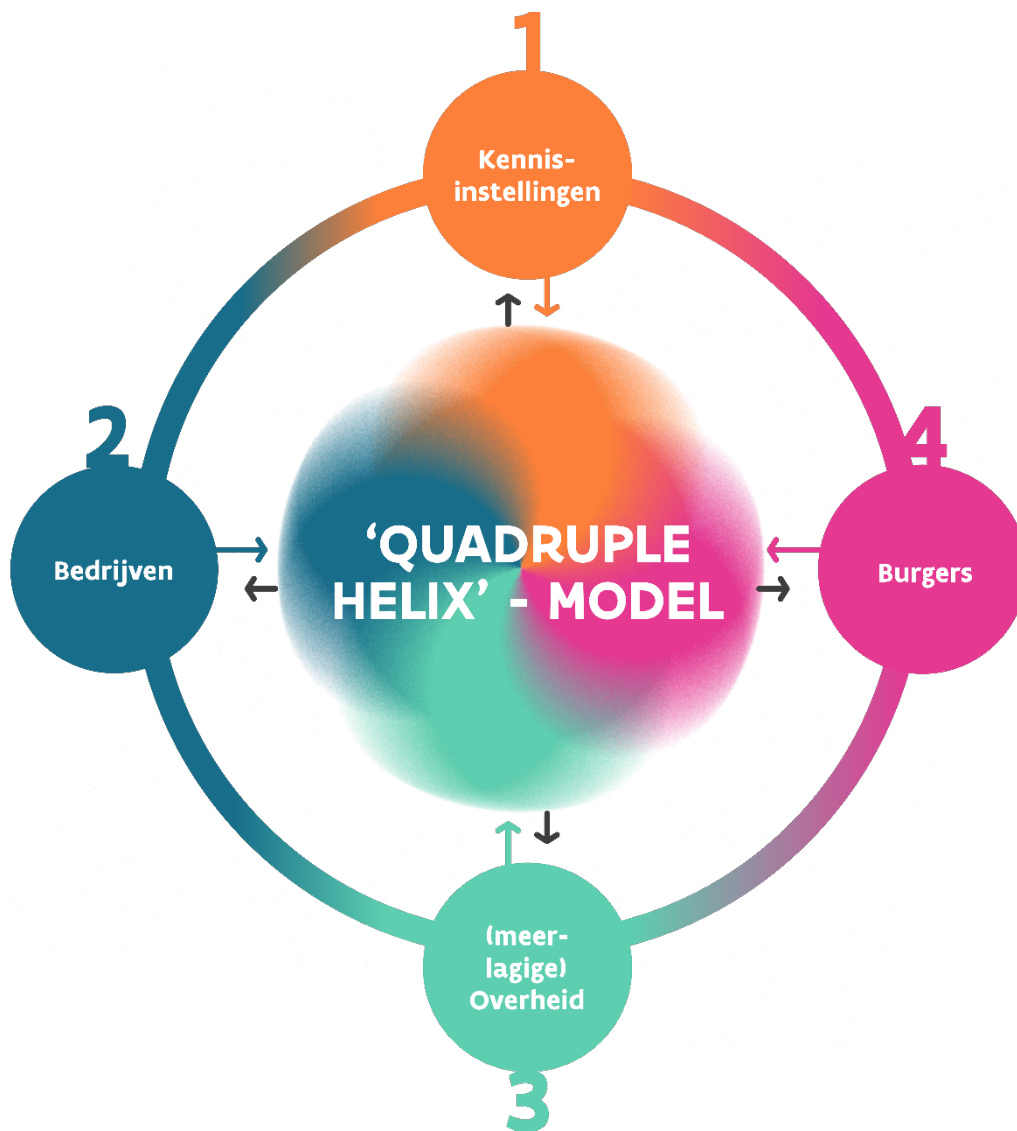 1
Kennis-
instellingen
2
Bedrijven
‘QUADRUPLE
HELIX’ - MODEL
4
Burgers
(meer-
lagige)
Overheid
3